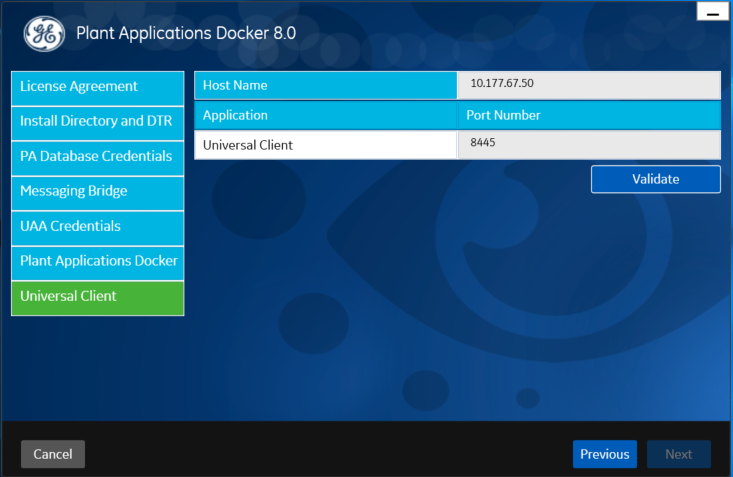 GE
Plant Applications Docker 8.0
License Agreement
Install Directory and DTR
PA Database Credentials
Messaging Bridge
UAA Credentials
Plant Applications Docker
Universal Client
Host Name 10.177.67.50
Application Port Number
Universal Client 8445
Validate
Cancel Previous Next